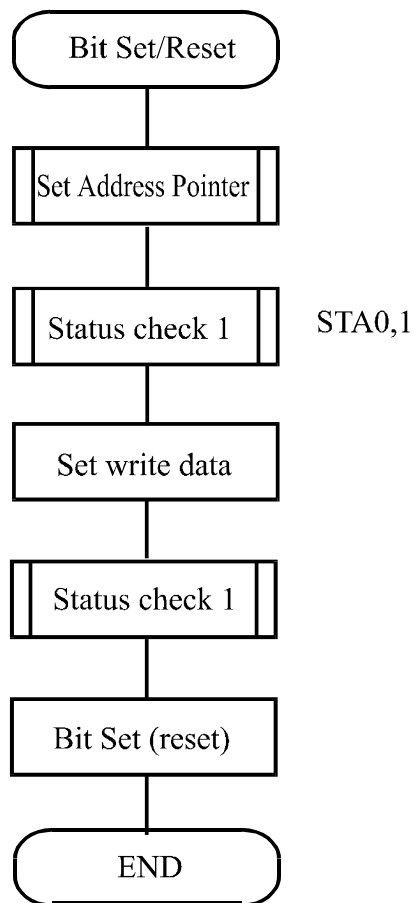 Bit Set/Reset
Set Address Pointer
Status check 1
STA0,1
Set write data
Status check 1
Bit Set (reset)
END